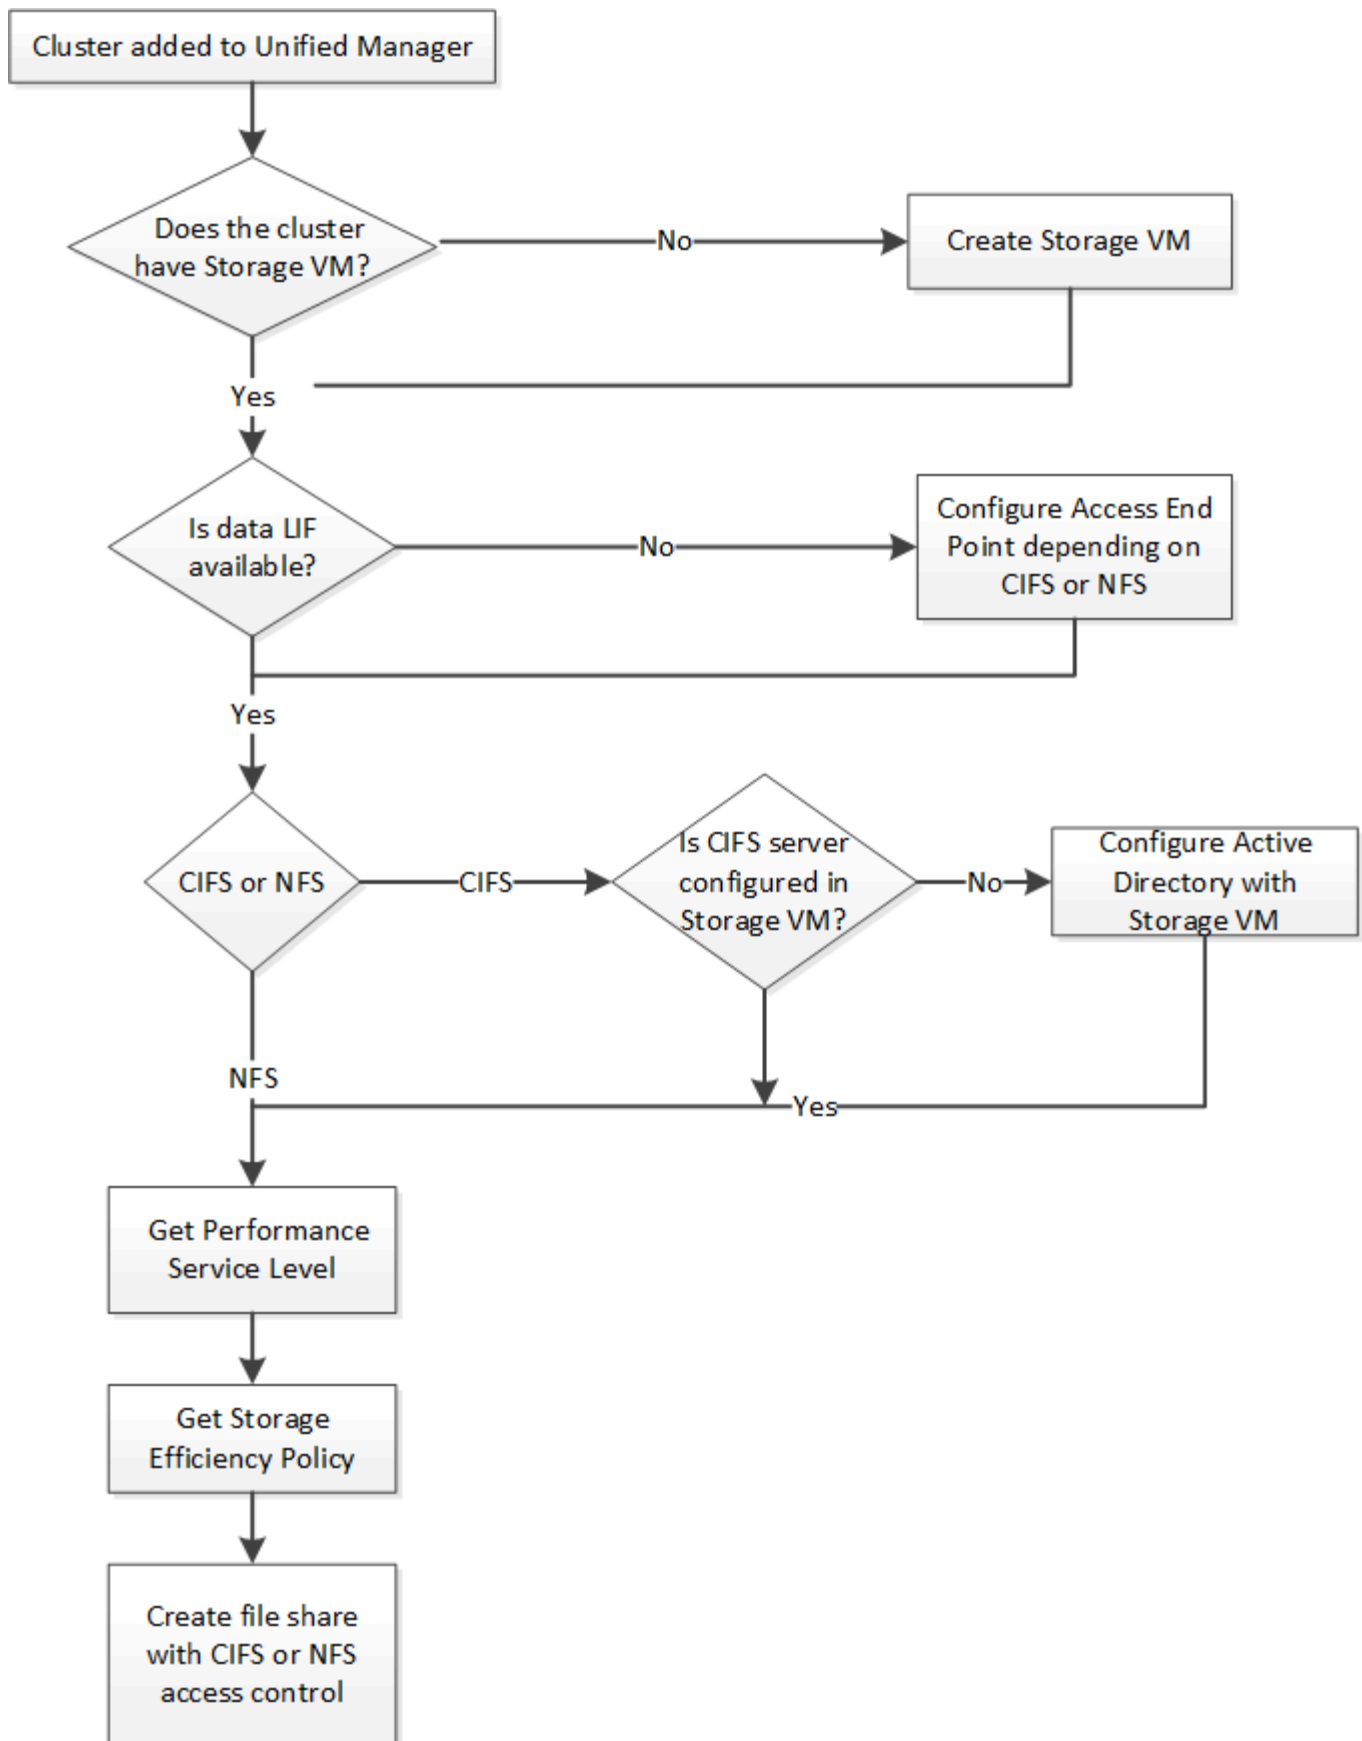 Cluster added to Unified Manager
Does the cluster
have Storage VM?
No
Create Storage VM
Yes
Is data LIF
available?
No
Configure Access End
Point depending on
CIFS or NFS
Yes
CIFS or NFS
CIFS
Is CIFS server
configured in
Storage VM?
No
Configure Active
Directory with
Storage VM
NFS
Yes
Get Performance
Service Level
Get Storage
Efficiency Policy
Create file share
with CIFS or NFS
access control